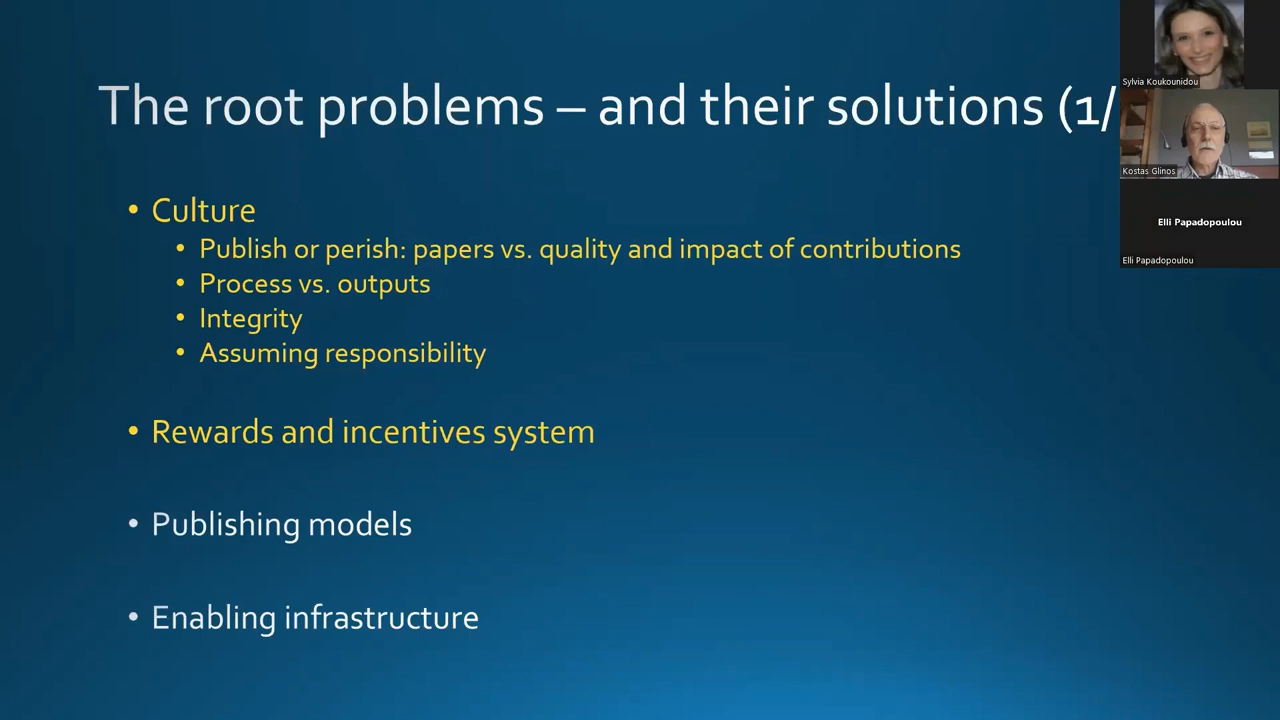 The root problems – and their solutions (1/
• Culture
• Publish or perish: papers vs. quality and impact of contributions
• Process vs. outputs
• Integrity
• Assuming responsibility
• Rewards and incentives system
• Publishing models
• Enabling infrastructure
Sylvia Koukounidou
Kostas Glinos
Elli Papadopoulou
Elli Papadopoulou